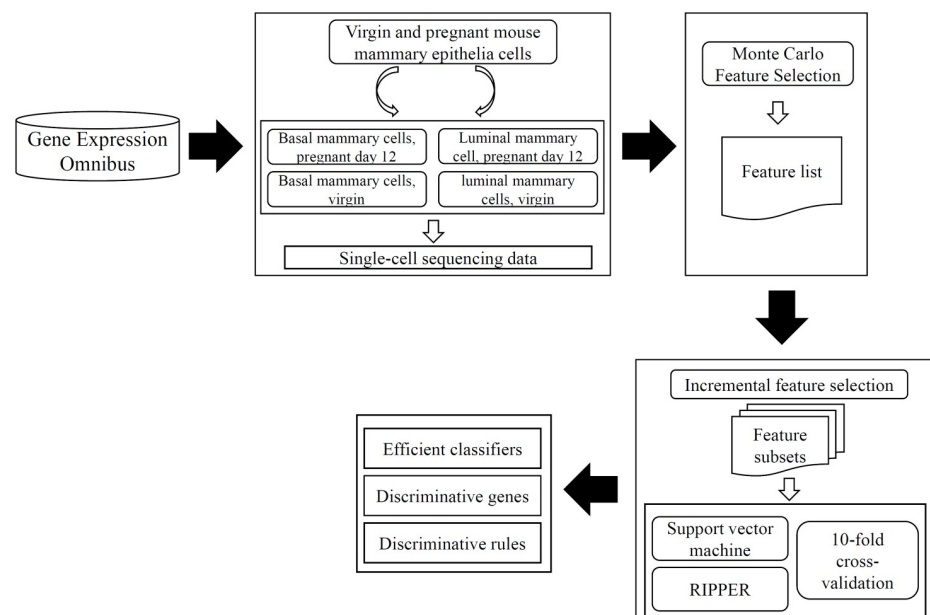 Gene Expression
Omnibus
Virgin and pregnant mouse
mammary epithelia cells
Basal mammary cells,
pregnant day 12
Luminal mammary
cell, pregnant day 12
Basal mammary cells,
virgin
luminal mammary
cells, virgin
Single-cell sequencing data
Monte Carlo
Feature Selection
Feature list
Incremental feature selection
Feature
subsets
Support vector
machine
RIPPER
10-fold
cross-
validation
Efficient classifiers
Discriminative genes
Discriminative rules